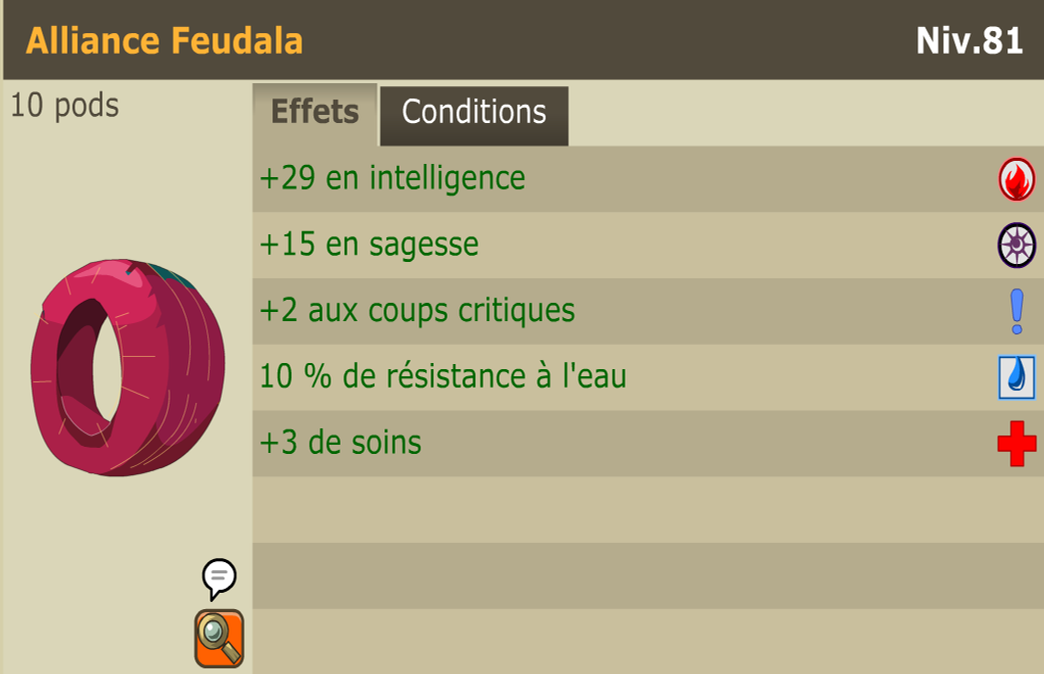 Alliance Feudala
Niv.81
10 pods
Effets
Conditions
+29 en intelligence
+15 en sagesse
+2 aux coups critiques
10 % de résistance à l'eau
+3 de soins